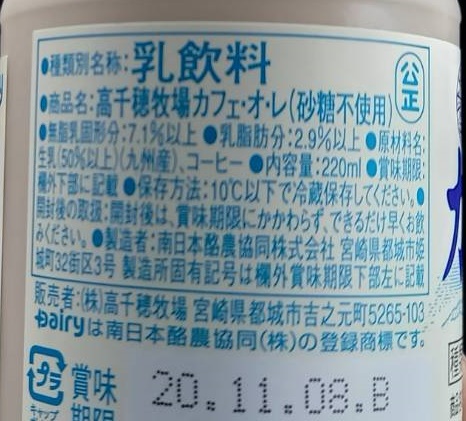 ●種類別名称:乳飲料
公正
●商品名:高千穂牧場カフェ・オ・レ(砂糖不使用)
●無脂乳固形分:7.1%以上 ●乳脂肪分:2.9%以上 ●原材料名:
生乳(50%以上)(九州産)、コーヒー ●内容量:220ml ●賞味期限:
欄外下部に記載 ●保存方法:10℃以下で冷蔵保存してください。●
開封後の取扱:開封後は、賞味期限にかかわらず、できるだけ早くお飲
みください。●製造者:南日本酪農協同株式会社 宮崎県都城市姫
城町32街区3号 製造所固有記号は欄外賞味期限下部左に記載
販売者:(株)高千穂牧場 宮崎県都城市吉之元町5265-103
Dairyは南日本酪農協同(株)の登録商標です。
プラ
賞味
20.11.08.B
キャップ
期限